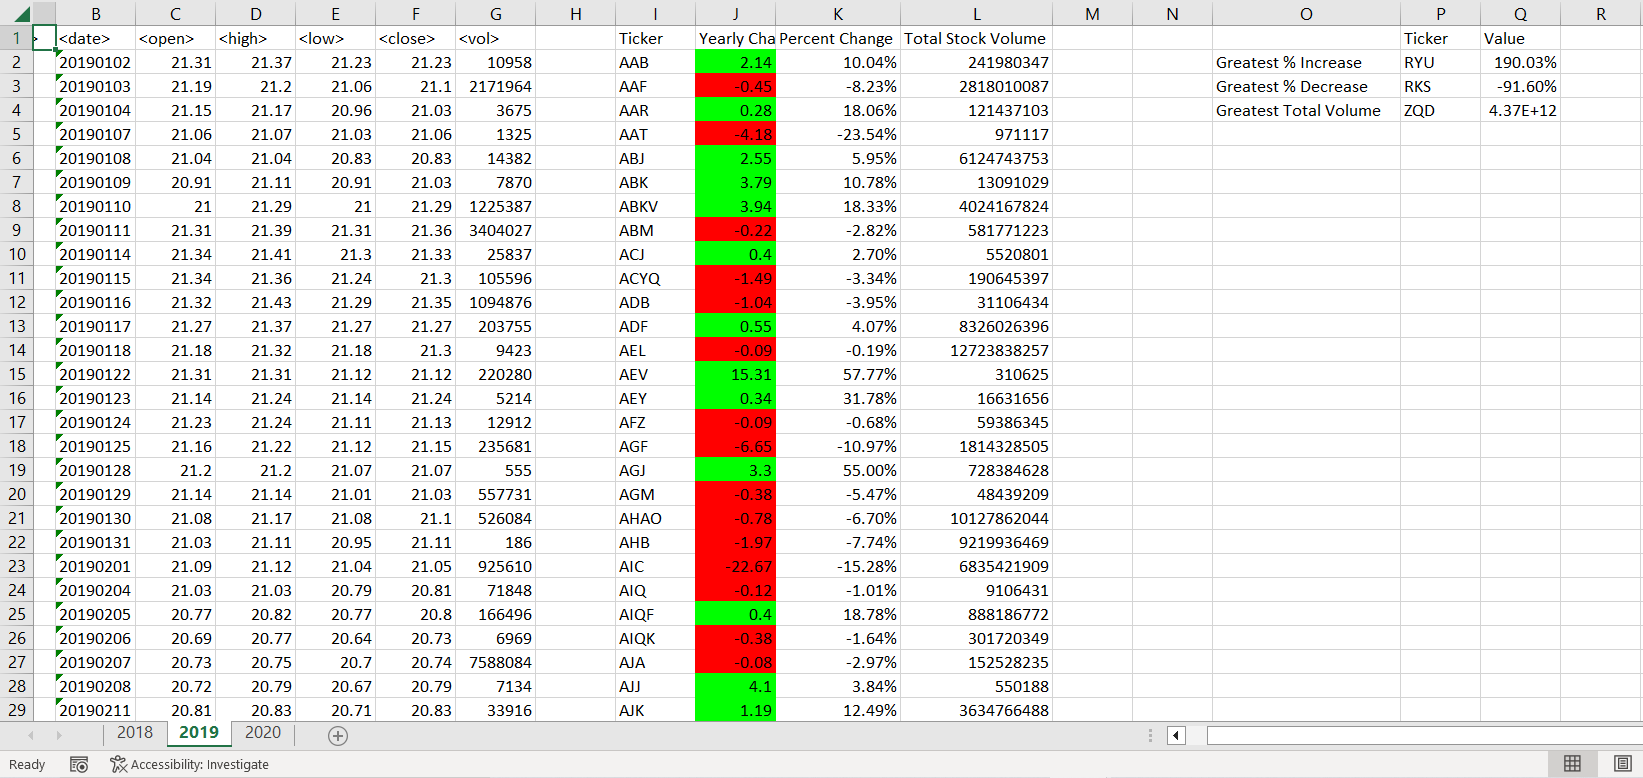 B C D E F G H I J K L M N O P Q R
1 > <date> <open> <high> <low> <close> <vol> Ticker Yearly Cha Percent Change Total Stock Volume Ticker Value
2 20190102 21.31 21.37 21.23 21.23 10958 AAB 2.14 10.04% 241980347 Greatest % Increase RYU 190.03%
3 20190103 21.19 21.2 21.06 21.1 2171964 AAF -0.45 -8.23% 2818010087 Greatest % Decrease RKS -91.60%
4 20190104 21.15 21.17 20.96 21.03 3675 AAR 0.28 18.06% 121437103 Greatest Total Volume ZQD 4.37E+12
5 20190107 21.06 21.07 21.03 21.06 1325 AAT -4.18 -23.54% 971117
6 20190108 21.04 21.04 20.83 20.83 14382 ABJ 2.55 5.95% 6124743753
7 20190109 20.91 21.11 20.91 21.03 7870 ABK 3.79 10.78% 13091029
8 20190110 21 21.29 21 21.29 1225387 ABKV 3.94 18.33% 4024167824
9 20190111 21.31 21.39 21.31 21.36 3404027 ABM -0.22 -2.82% 581771223
10 20190114 21.34 21.41 21.3 21.33 25837 ACJ 0.4 2.70% 5520801
11 20190115 21.34 21.36 21.24 21.3 105596 ACYQ -1.49 -3.34% 190645397
12 20190116 21.32 21.43 21.29 21.35 1094876 ADB -1.04 -3.95% 31106434
13 20190117 21.27 21.37 21.27 21.27 203755 ADF 0.55 4.07% 8326026396
14 20190118 21.18 21.32 21.18 21.3 9423 AEL -0.09 -0.19% 12723838257
15 20190122 21.31 21.31 21.12 21.12 220280 AEV 15.31 57.77% 310625
16 20190123 21.14 21.24 21.14 21.24 5214 AEY 0.34 31.78% 16631656
17 20190124 21.23 21.24 21.11 21.13 12912 AFZ -0.09 -0.68% 59386345
18 20190125 21.16 21.22 21.12 21.15 235681 AGF -6.65 -10.97% 1814328505
19 20190128 21.2 21.2 21.07 21.07 555 AGJ 3.3 55.00% 728384628
20 20190129 21.14 21.14 21.01 21.03 557731 AGM -0.38 -5.47% 48439209
21 20190130 21.08 21.17 21.08 21.1 526084 AHAO -0.78 -6.70% 10127862044
22 20190131 21.03 21.11 20.95 21.11 186 AHB -1.97 -7.74% 9219936469
23 20190201 21.09 21.12 21.04 21.05 925610 AIC -22.67 -15.28% 6835421909
24 20190204 21.03 21.03 20.79 20.81 71848 AIQ -0.12 -1.01% 9106431
25 20190205 20.77 20.82 20.77 20.8 166496 AIQF 0.4 18.78% 888186772
26 20190206 20.69 20.77 20.64 20.73 6969 AIQK -0.38 -1.64% 301720349
27 20190207 20.73 20.75 20.7 20.74 7588084 AJA -0.08 -2.97% 152528235
28 20190208 20.72 20.79 20.67 20.79 7134 AJJ 4.1 3.84% 550188
29 20190211 20.81 20.83 20.71 20.83 33916 AJK 1.19 12.49% 3634766488
2018 2019 2020
Ready Accessibility: Investigate